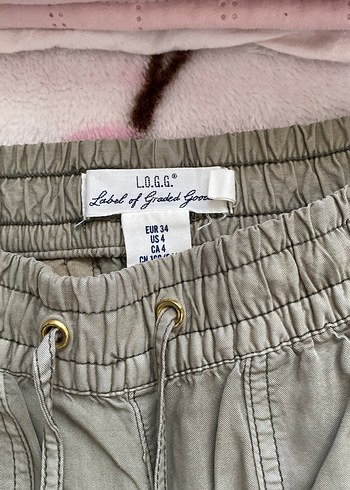 L.O.G.G.®
Label of Graded Goods
EUR 34
US 4
CA 4